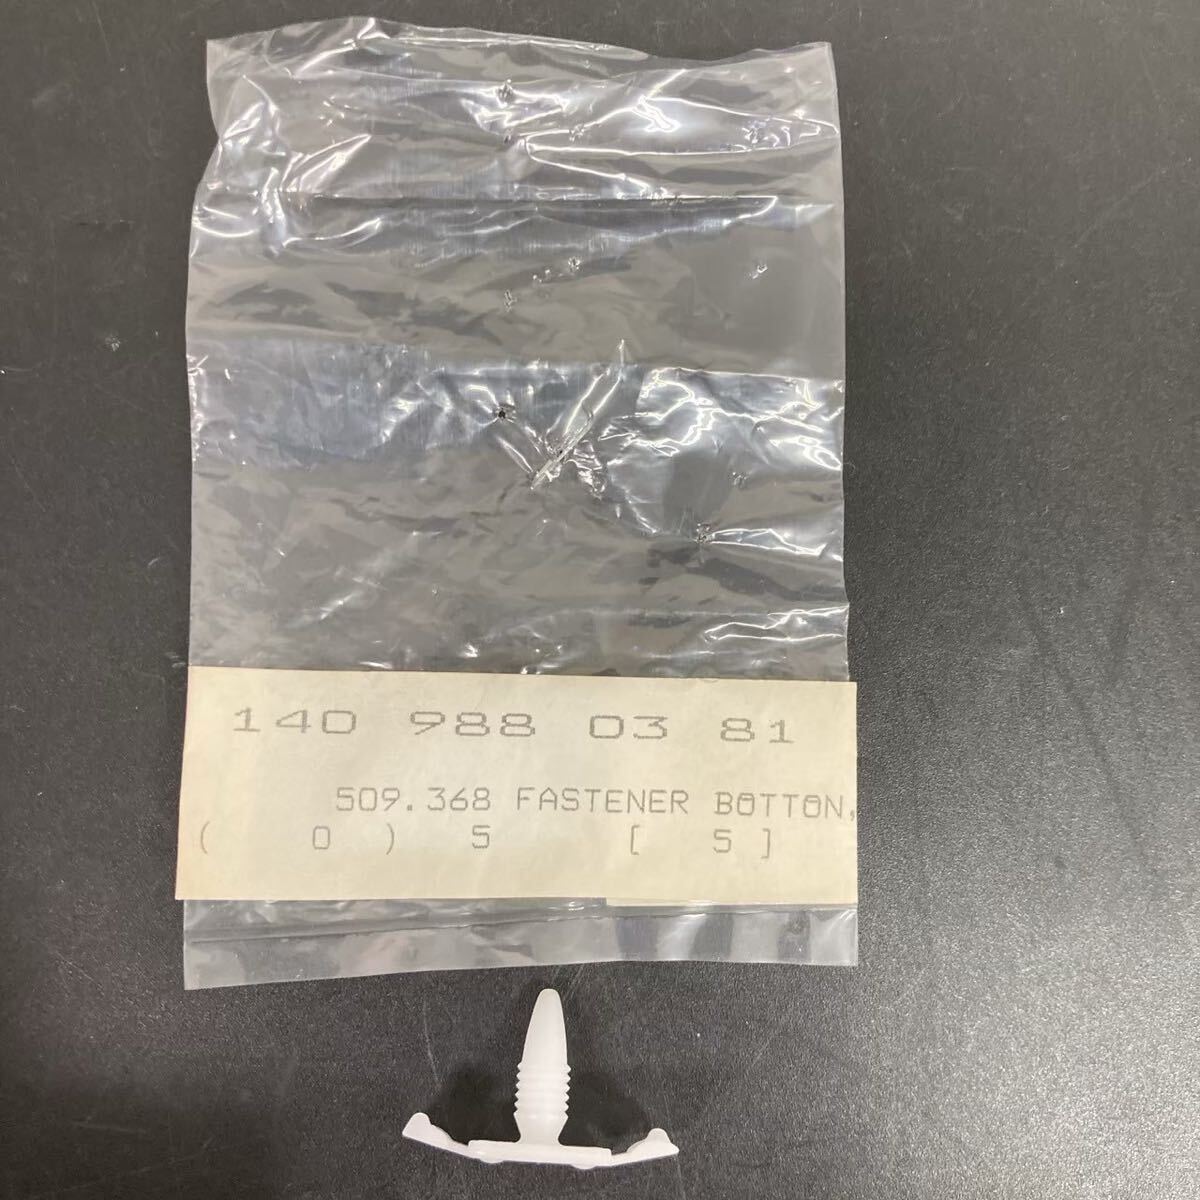 140 988 03 81
509.368 FASTENER BOTTON,
( 0 ) 5 [ 5 ]